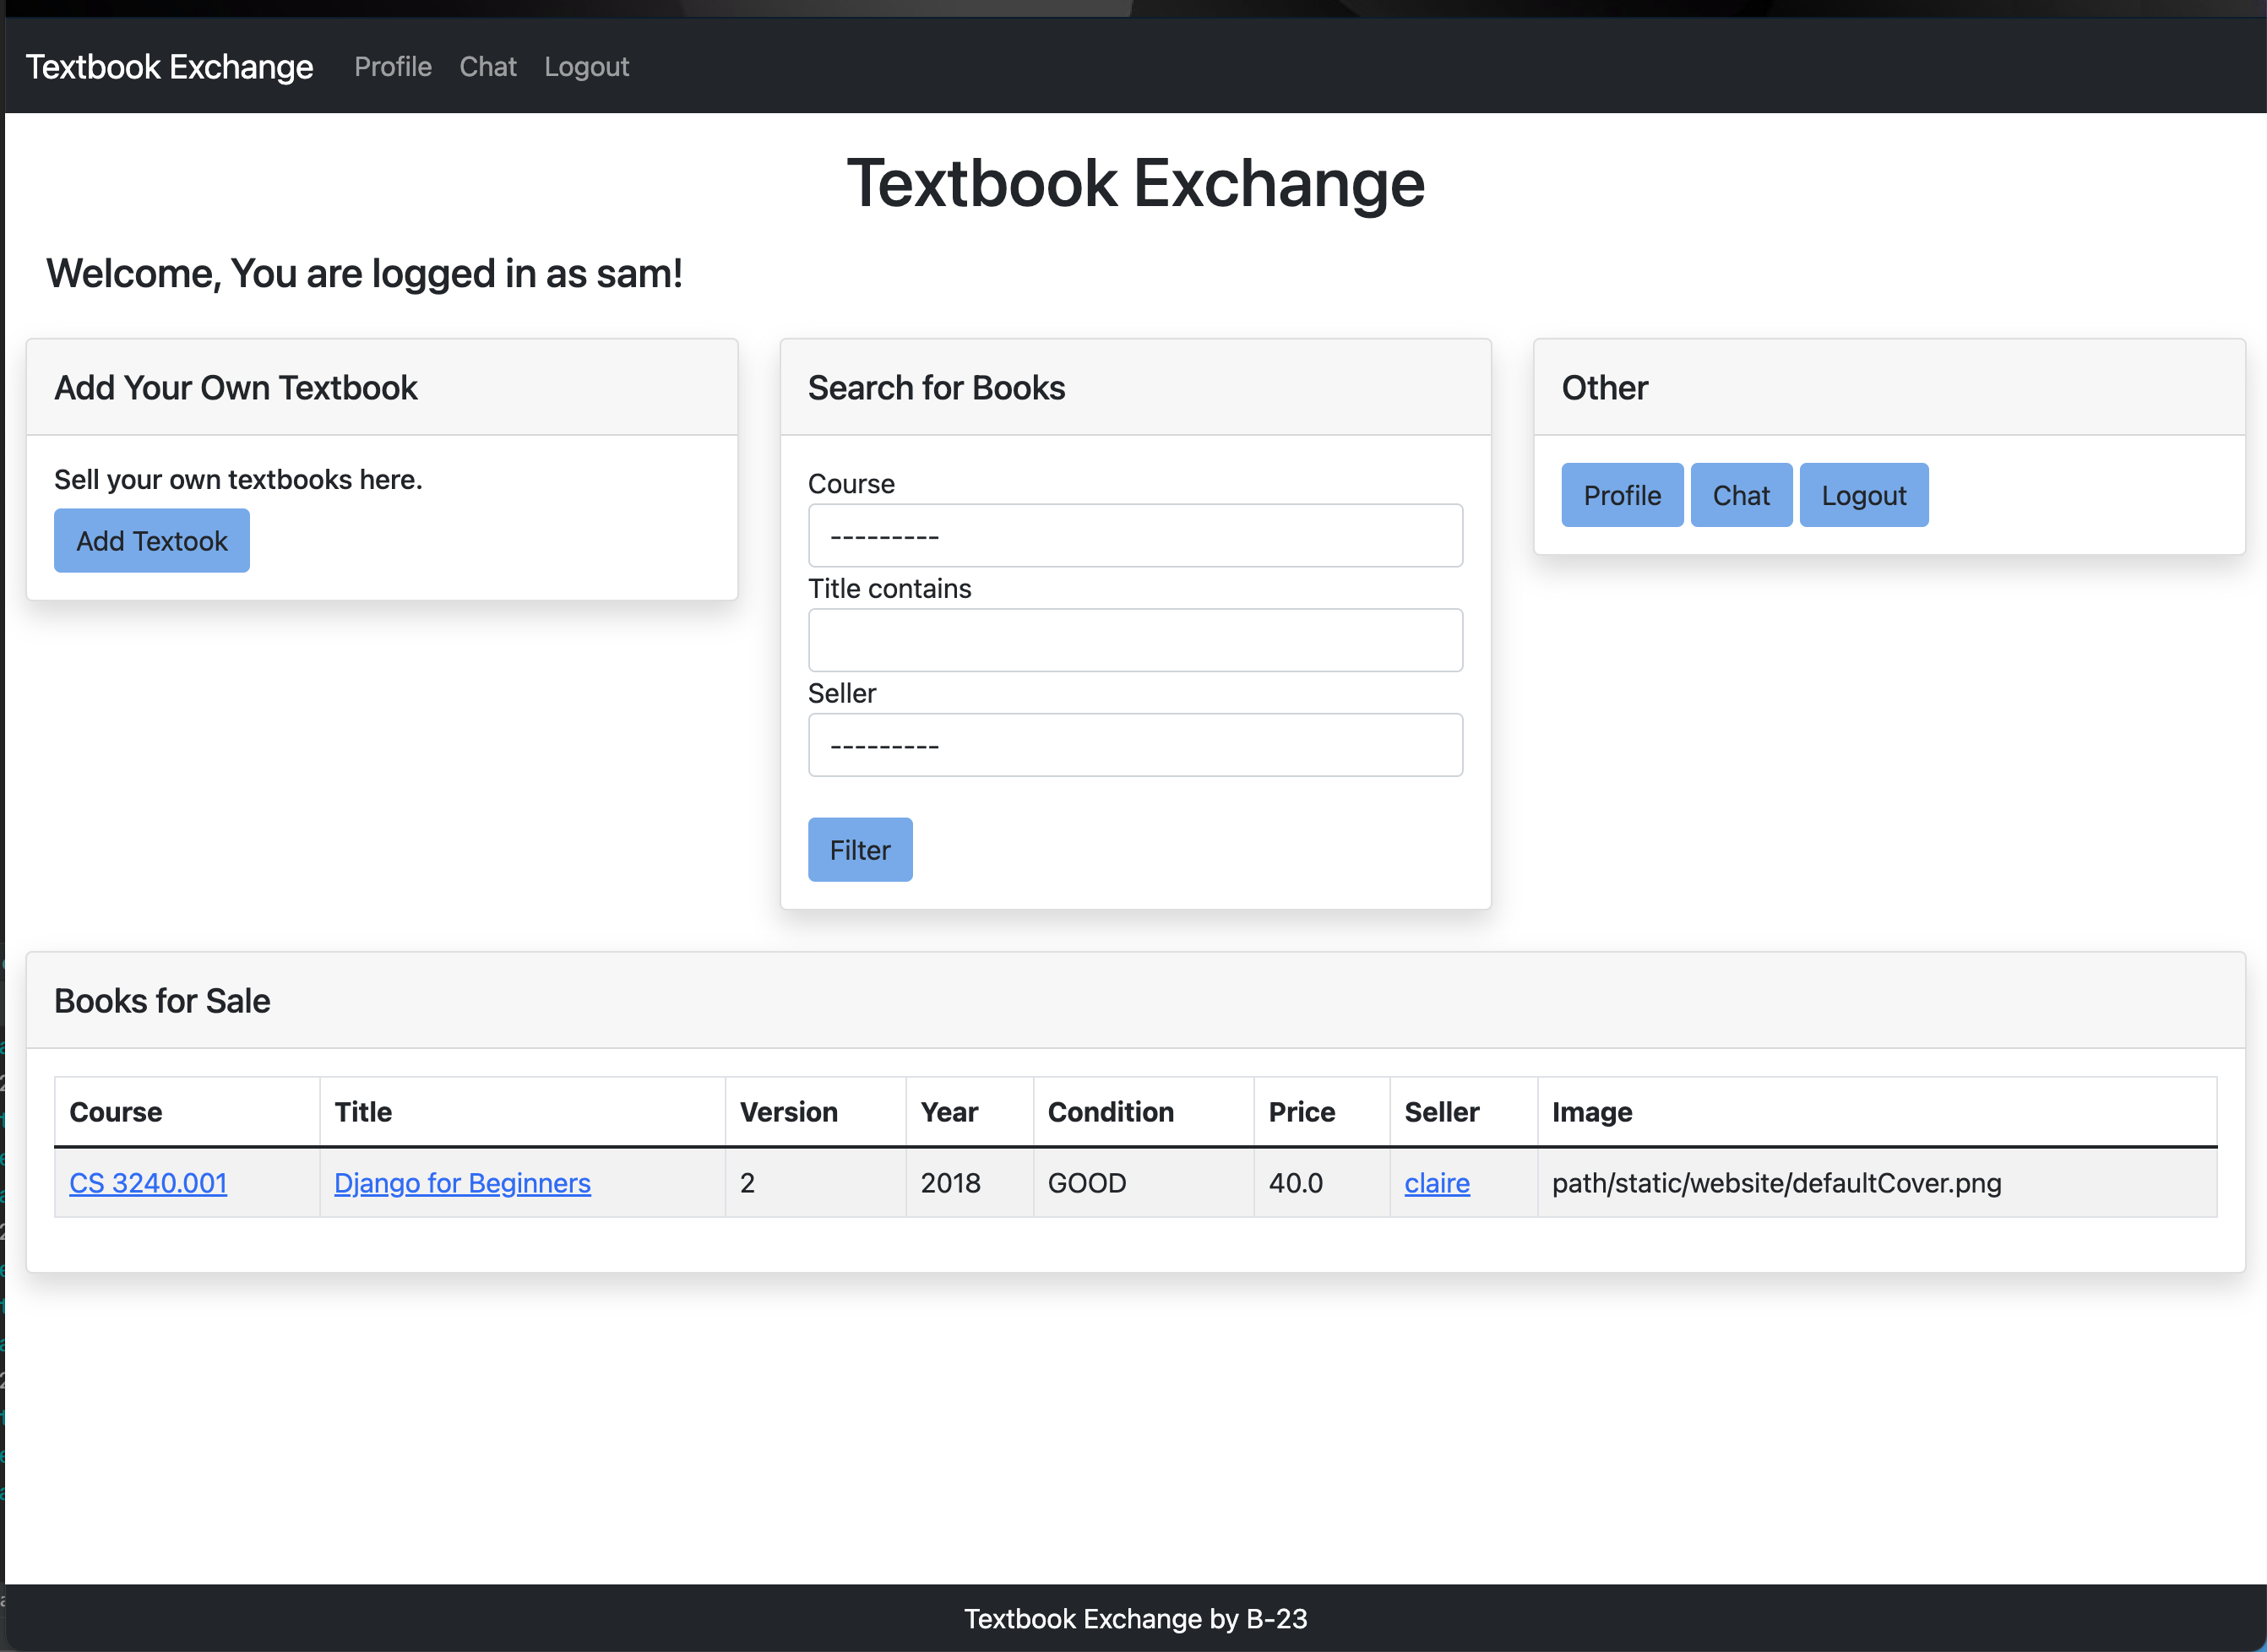 Textbook Exchange Profile Chat Logout
Textbook Exchange
Welcome, You are logged in as sam!
Add Your Own Textbook
Sell your own textbooks here.
Add Textook
Search for Books
Course
---------
Title contains
Seller
---------
Filter
Other
Profile Chat Logout
Books for Sale
Course Title Version Year Condition Price Seller Image
CS 3240.001 Django for Beginners 2 2018 GOOD 40.0 claire path/static/website/defaultCover.png
Textbook Exchange by B-23